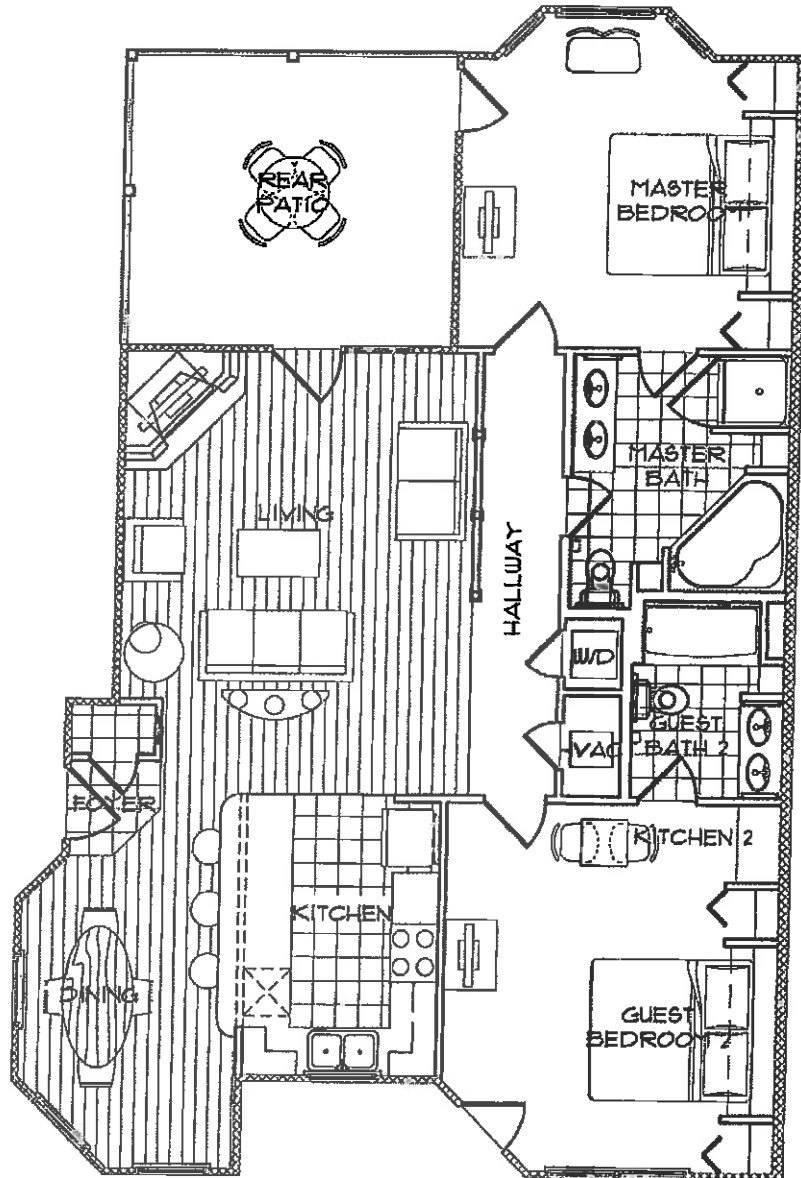 REAR
PATIO
MASTER
BEDROOM
MASTER
BATH
LIVING
HALLWAY
W/D
GUEST
BATH 2
VAC
FOYER
KITCHEN 2
KITCHEN
DINING
GUEST
BEDROOM 2